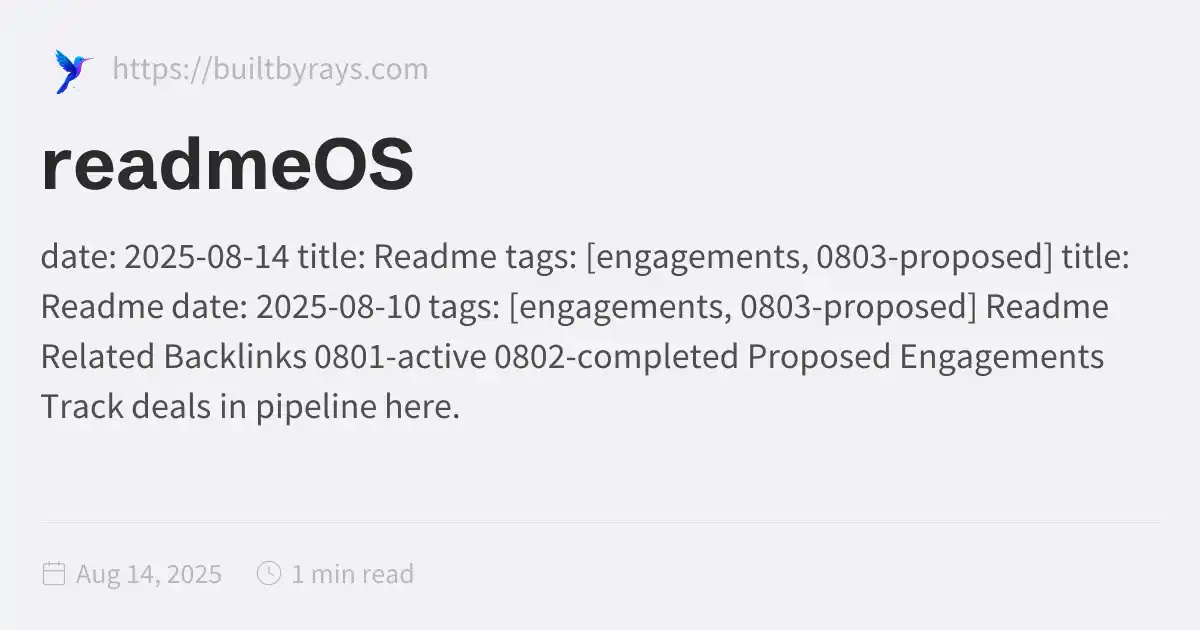 https://builtbyrays.com
readmeOS
date: 2025-08-14 title: Readme tags: [engagements, 0803-proposed] title:
Readme date: 2025-08-10 tags: [engagements, 0803-proposed] Readme
Related Backlinks 0801-active 0802-completed Proposed Engagements
Track deals in pipeline here.
Aug 14, 2025 1 min read